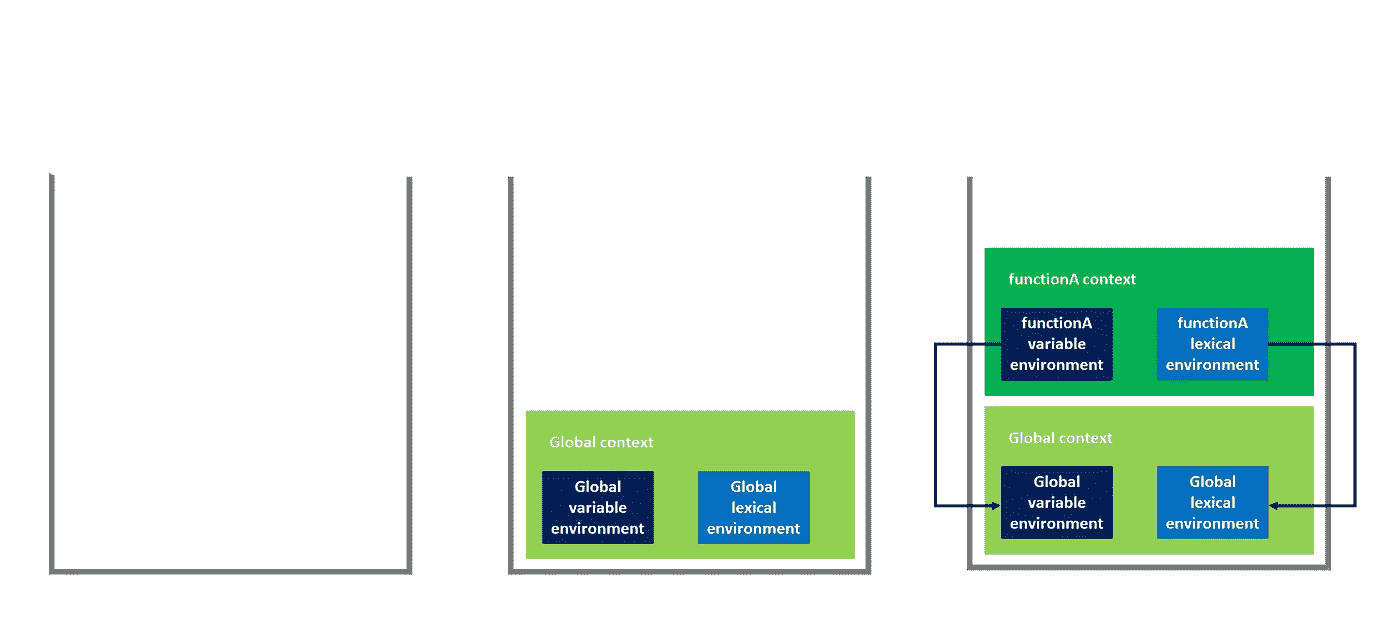 Global context
Global
variable
environment
Global
lexical
environment
functionA context
functionA
variable
environment
functionA
lexical
environment
Global context
Global
variable
environment
Global
lexical
environment